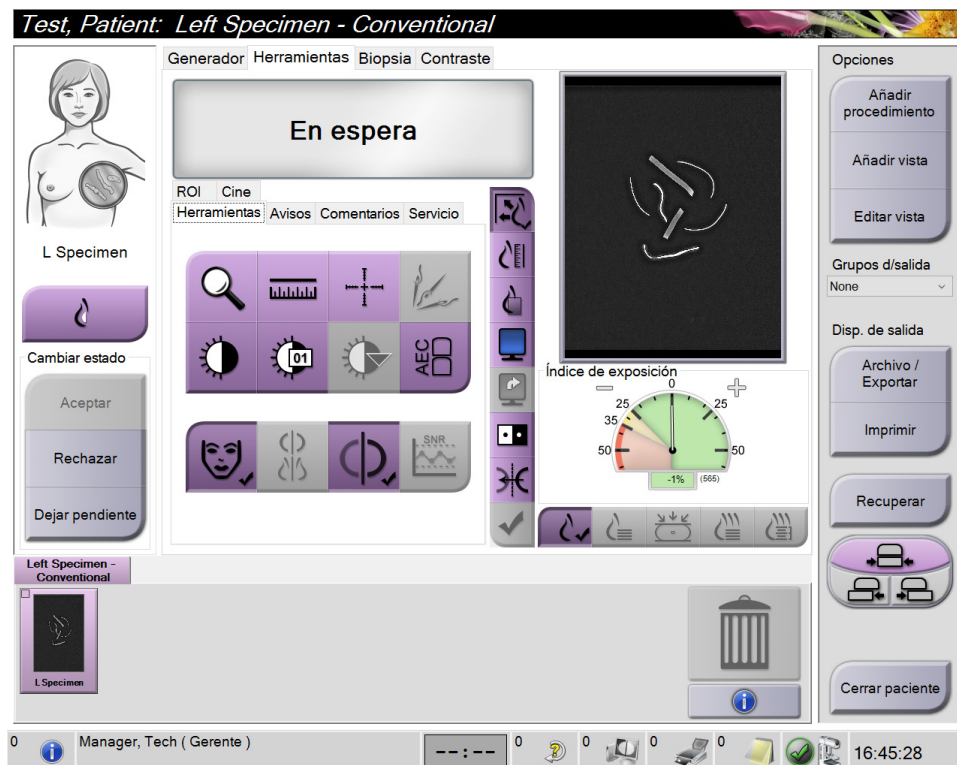 Test, Patient: Left Specimen - Conventional
Generador Herramientas Biopsia Contraste
En espera
ROI Cine
Herramientas Avisos Comentarios Servicio
01
AEC
SNR
L Specimen
Cambiar estado
Aceptar
Rechazar
Dejar pendiente
Índice de exposición
0
25 25
35
50 50
-1% (565)
Opciones
Añadir
procedimiento
Añadir vista
Editar vista
Grupos d/salida
None
Disp. de salida
Archivo /
Exportar
Imprimir
Recuperar
Cerrar paciente
Left Specimen -
Conventional
L Specimen
0 Manager, Tech ( Gerente ) --:-- 0 0 0 0 16:45:28